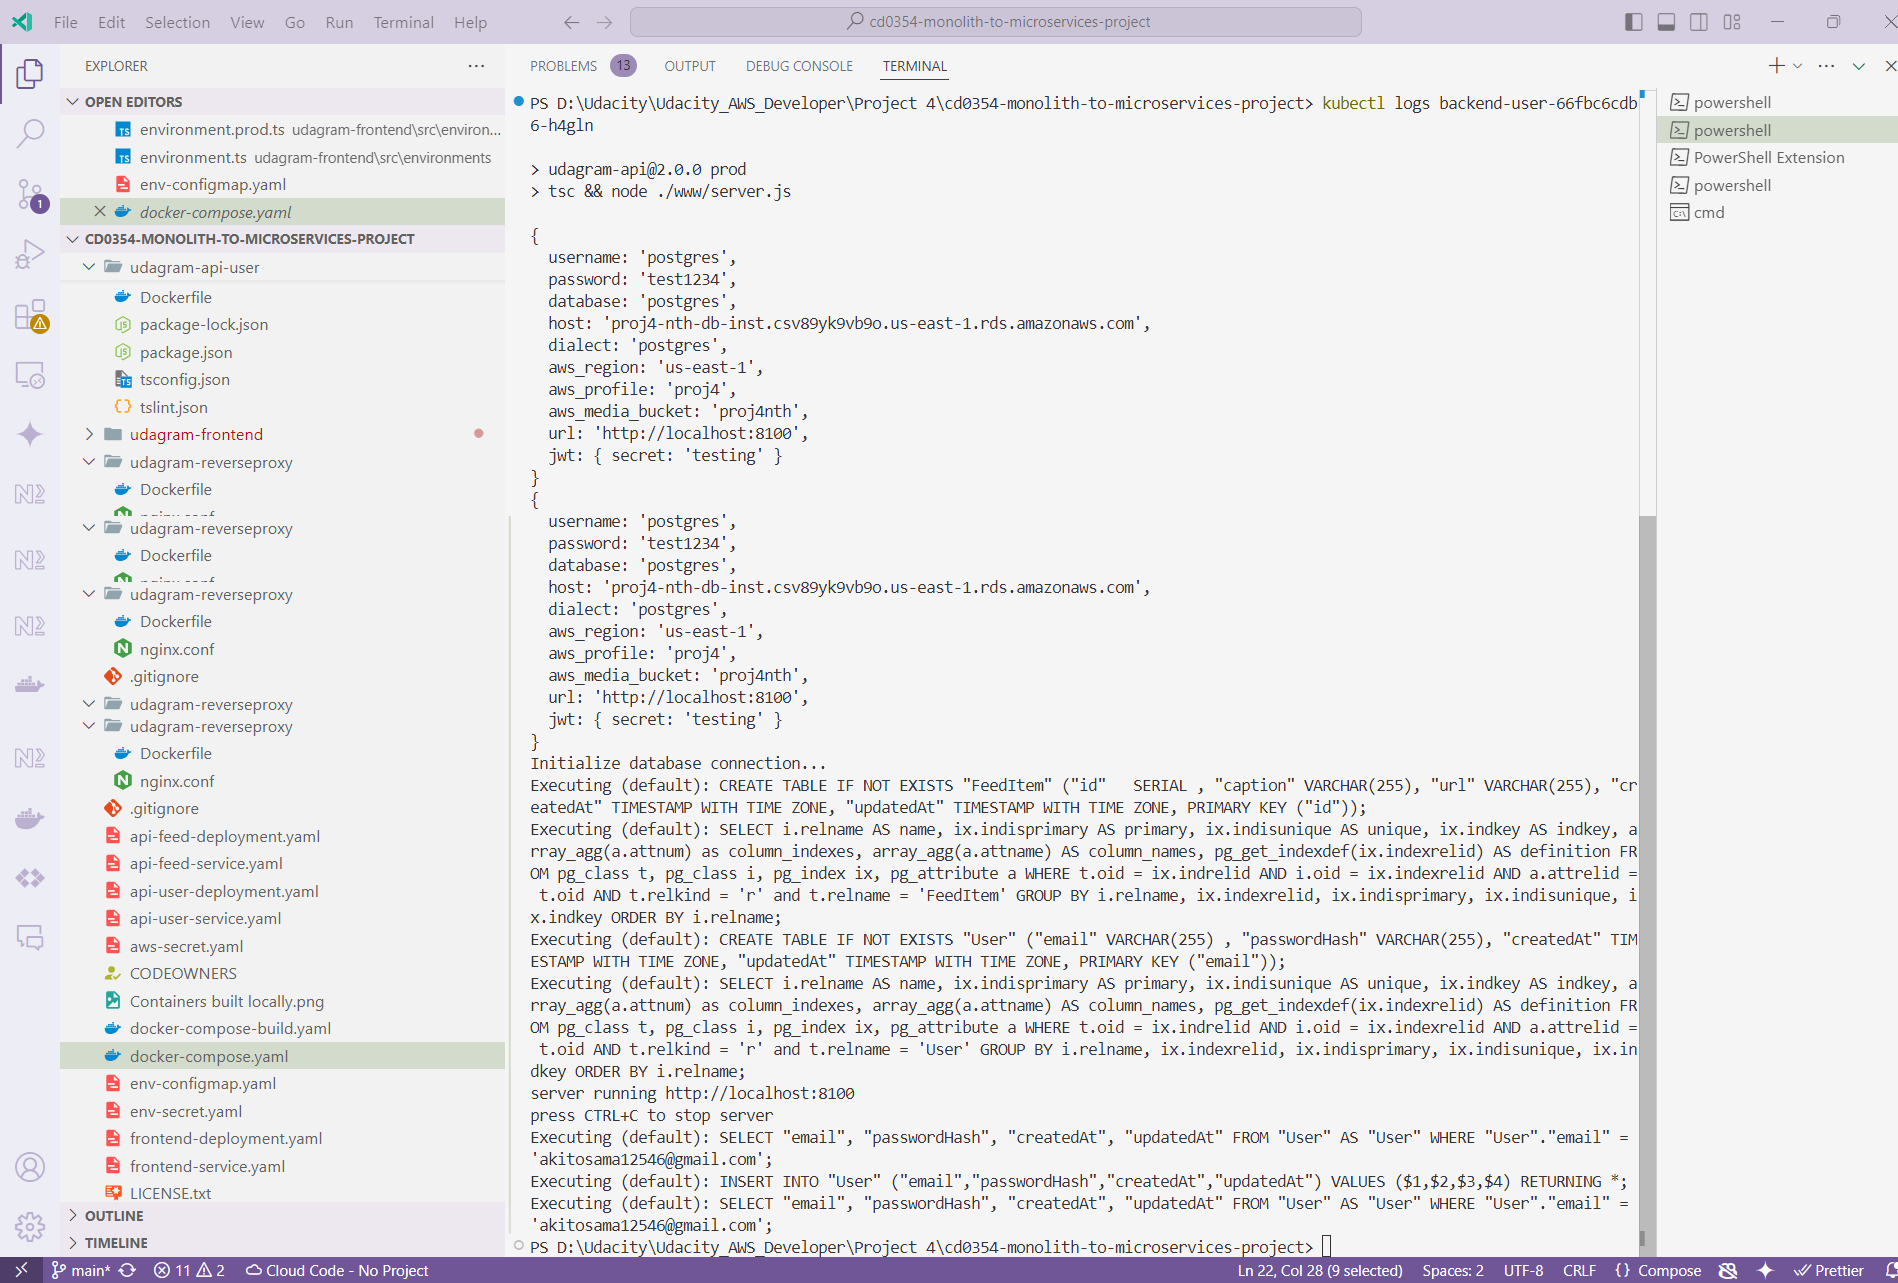 File Edit Selection View Go Run Terminal Help
cd0354-monolith-to-microservices-project
EXPLORER
OPEN EDITORS
environment.prod.ts udagram-frontend\src\environ...
environment.ts udagram-frontend\src\environments
env-configmap.yaml
docker-compose.yaml
CD0354-MONOLITH-TO-MICROSERVICES-PROJECT
udagram-api-user
Dockerfile
package-lock.json
package.json
tsconfig.json
tslint.json
udagram-frontend
udagram-reverseproxy
Dockerfile
nginx.conf
udagram-reverseproxy
Dockerfile
nginx.conf
udagram-reverseproxy
Dockerfile
nginx.conf
.gitignore
udagram-reverseproxy
udagram-reverseproxy
Dockerfile
nginx.conf
.gitignore
api-feed-deployment.yaml
api-feed-service.yaml
api-user-deployment.yaml
api-user-service.yaml
aws-secret.yaml
CODEOWNERS
Containers built locally.png
docker-compose-build.yaml
docker-compose.yaml
env-configmap.yaml
env-secret.yaml
frontend-deployment.yaml
frontend-service.yaml
LICENSE.txt
OUTLINE
TIMELINE
PROBLEMS 13 OUTPUT DEBUG CONSOLE TERMINAL
PS D:\Udacity\Udacity_AWS_Developer\Project 4\cd0354-monolith-to-microservices-project> kubectl logs backend-user-66fbc6cdb
6-h4gln
> udagram-api@2.0.0 prod
> tsc && node ./www/server.js
{
username: 'postgres',
password: 'test1234',
database: 'postgres',
host: 'proj4-nth-db-inst.csv89yk9vb9o.us-east-1.rds.amazonaws.com',
dialect: 'postgres',
aws_region: 'us-east-1',
aws_profile: 'proj4',
aws_media_bucket: 'proj4nth',
url: 'http://localhost:8100',
jwt: { secret: 'testing' }
}
{
username: 'postgres',
password: 'test1234',
database: 'postgres',
host: 'proj4-nth-db-inst.csv89yk9vb9o.us-east-1.rds.amazonaws.com',
dialect: 'postgres',
aws_region: 'us-east-1',
aws_profile: 'proj4',
aws_media_bucket: 'proj4nth',
url: 'http://localhost:8100',
jwt: { secret: 'testing' }
}
Initialize database connection...
Executing (default): CREATE TABLE IF NOT EXISTS "FeedItem" ("id"   SERIAL , "caption" VARCHAR(255), "url" VARCHAR(255), "cr
eatedAt" TIMESTAMP WITH TIME ZONE, "updatedAt" TIMESTAMP WITH TIME ZONE, PRIMARY KEY ("id"));
Executing (default): SELECT i.relname AS name, ix.indisprimary AS primary, ix.indisunique AS unique, ix.indkey AS indkey, a
rray_agg(a.attnum) as column_indexes, array_agg(a.attname) AS column_names, pg_get_indexdef(ix.indexrelid) AS definition FR
OM pg_class t, pg_class i, pg_index ix, pg_attribute a WHERE t.oid = ix.indrelid AND i.oid = ix.indexrelid AND a.attrelid =
t.oid AND t.relkind = 'r' and t.relname = 'FeedItem' GROUP BY i.relname, ix.indexrelid, ix.indisprimary, ix.indisunique, i
x.indkey ORDER BY i.relname;
Executing (default): CREATE TABLE IF NOT EXISTS "User" ("email" VARCHAR(255) , "passwordHash" VARCHAR(255), "createdAt" TIM
ESTAMP WITH TIME ZONE, "updatedAt" TIMESTAMP WITH TIME ZONE, PRIMARY KEY ("email"));
Executing (default): SELECT i.relname AS name, ix.indisprimary AS primary, ix.indisunique AS unique, ix.indkey AS indkey, a
rray_agg(a.attnum) as column_indexes, array_agg(a.attname) AS column_names, pg_get_indexdef(ix.indexrelid) AS definition FR
OM pg_class t, pg_class i, pg_index ix, pg_attribute a WHERE t.oid = ix.indrelid AND i.oid = ix.indexrelid AND a.attrelid =
t.oid AND t.relkind = 'r' and t.relname = 'User' GROUP BY i.relname, ix.indexrelid, ix.indisprimary, ix.indisunique, ix.in
dkey ORDER BY i.relname;
server running http://localhost:8100
press CTRL+C to stop server
Executing (default): SELECT "email", "passwordHash", "createdAt", "updatedAt" FROM "User" AS "User" WHERE "User"."email" =
'akitosama12546@gmail.com';
Executing (default): INSERT INTO "User" ("email","passwordHash","createdAt","updatedAt") VALUES ($1,$2,$3,$4) RETURNING *;
Executing (default): SELECT "email", "passwordHash", "createdAt", "updatedAt" FROM "User" AS "User" WHERE "User"."email" =
'akitosama12546@gmail.com';
PS D:\Udacity\Udacity_AWS_Developer\Project 4\cd0354-monolith-to-microservices-project>
powershell
powershell
PowerShell Extension
powershell
cmd
main* 11 2 Cloud Code - No Project Ln 22, Col 28 (9 selected) Spaces: 2 UTF-8 CRLF {} Compose Prettier